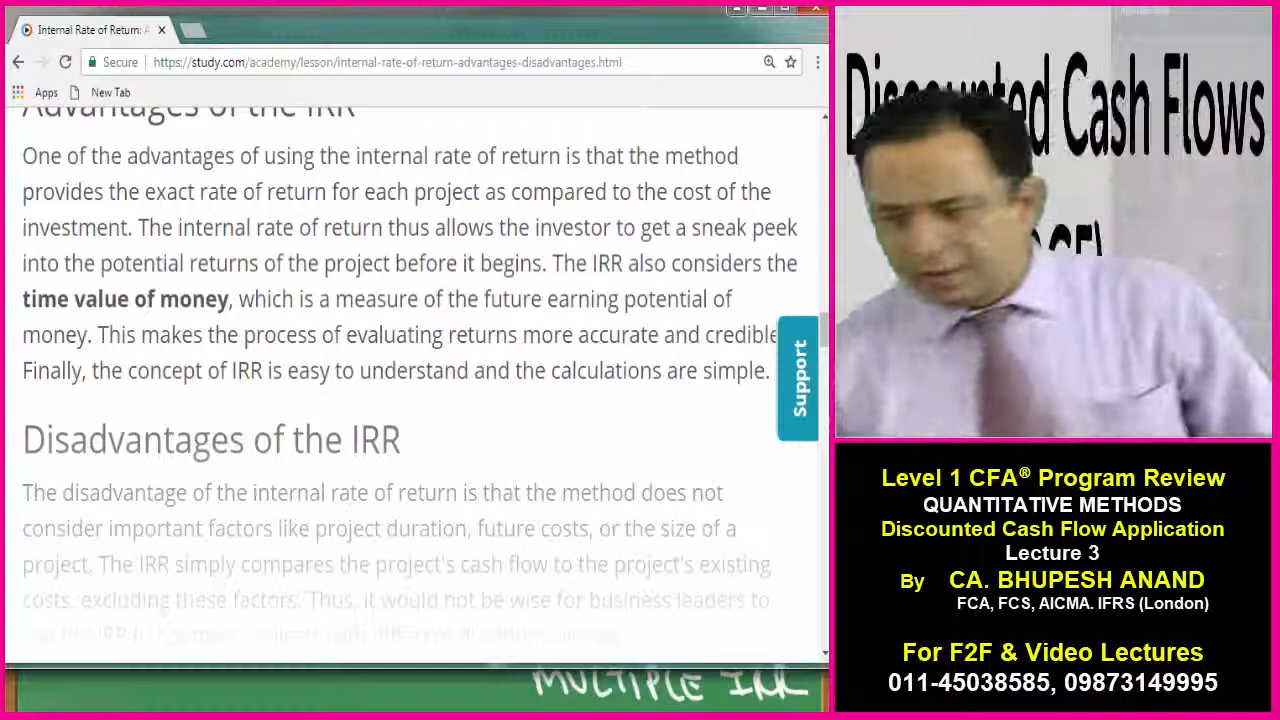 Internal Rate of Return: A
Secure https://study.com/academy/lesson/internal-rate-of-return-advantages-disadvantages.html
Apps New Tab
Advantages of the IRR
One of the advantages of using the internal rate of return is that the method
provides the exact rate of return for each project as compared to the cost of the
investment. The internal rate of return thus allows the investor to get a sneak peek
into the potential returns of the project before it begins. The IRR also considers the
time value of money, which is a measure of the future earning potential of
money. This makes the process of evaluating returns more accurate and credible
Finally, the concept of IRR is easy to understand and the calculations are simple.
Support
Disadvantages of the IRR
The disadvantage of the internal rate of return is that the method does not
consider important factors like project duration, future costs, or the size of a
project. The IRR simply compares the project's cash flow to the project's existing
costs, excluding these factors. Thus, it would not be wise for business leaders to
MULTIPLE IRR
Discounted Cash Flows
Level 1 CFA® Program Review
QUANTITATIVE METHODS
Discounted Cash Flow Application
Lecture 3
By CA. BHUPESH ANAND
FCA, FCS, AICMA. IFRS (London)
For F2F & Video Lectures
011-45038585, 09873149995